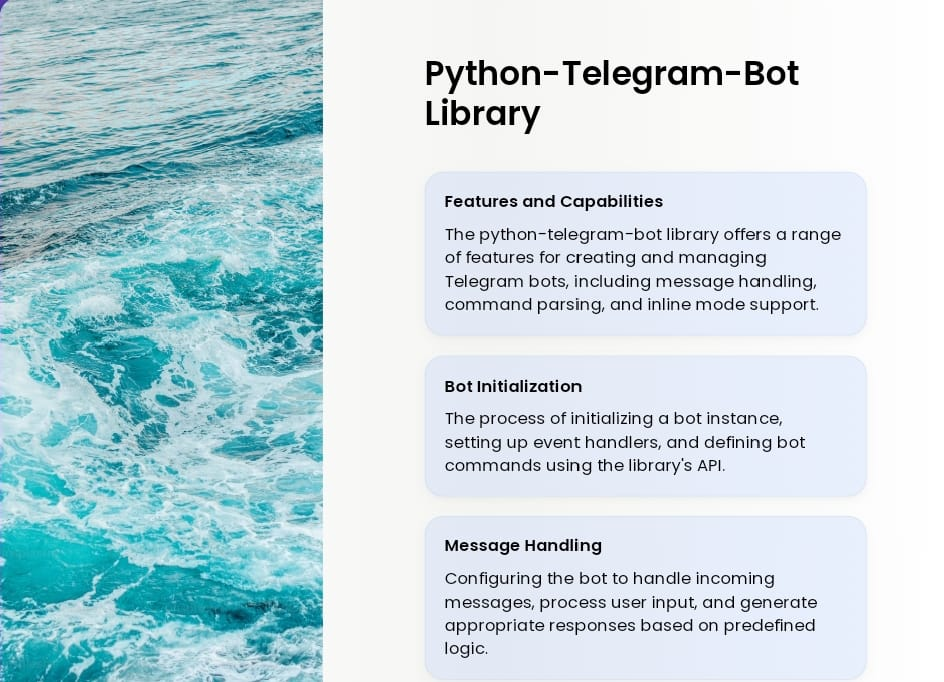 Python-Telegram-Bot
Library
Features and Capabilities
The python-telegram-bot library offers a range
of features for creating and managing
Telegram bots, including message handling,
command parsing, and inline mode support.
Bot Initialization
The process of initializing a bot instance,
setting up event handlers, and defining bot
commands using the library's API.
Message Handling
Configuring the bot to handle incoming
messages, process user input, and generate
appropriate responses based on predefined
logic.